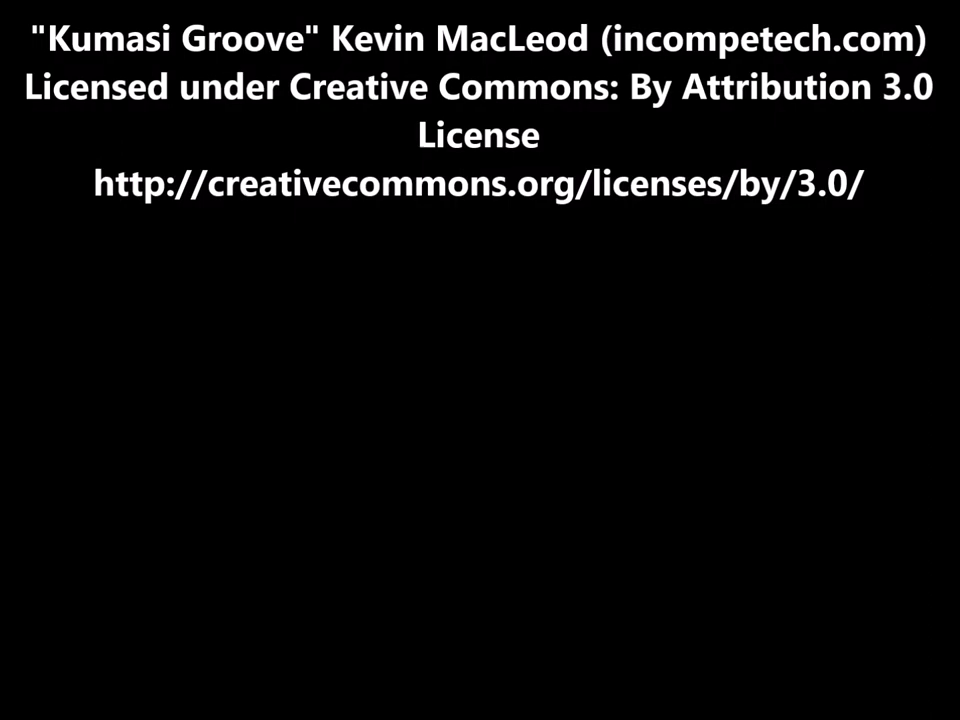 "Kumasi Groove" Kevin MacLeod (incompetech.com)
Licensed under Creative Commons: By Attribution 3.0
License
http://creativecommons.org/licenses/by/3.0/